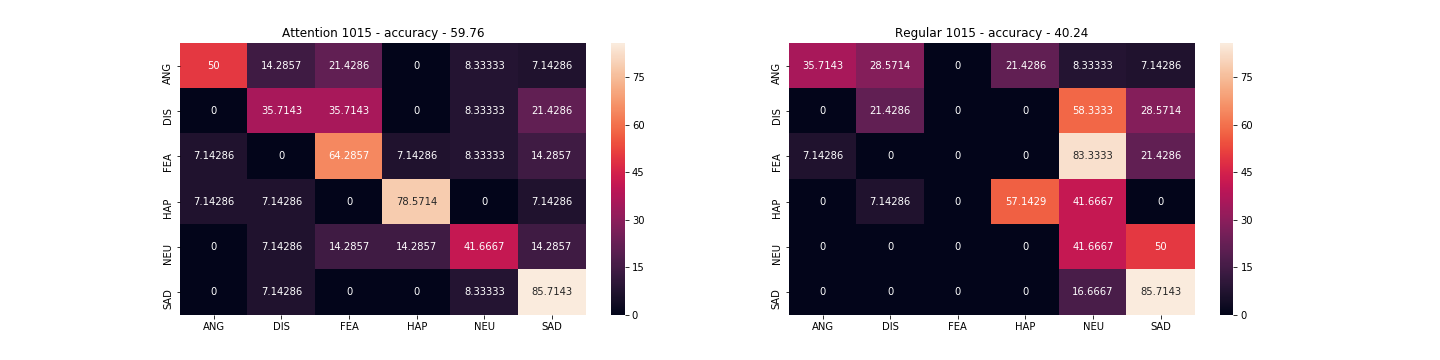 Attention 1015 - accuracy - 59.76
ANG 50 14.2857 21.4286 0 8.33333 7.14286
DIS 0 35.7143 35.7143 0 8.33333 21.4286
FEA 7.14286 0 64.2857 7.14286 8.33333 14.2857
HAP 7.14286 7.14286 0 78.5714 0 7.14286
NEU 0 7.14286 14.2857 14.2857 41.6667 14.2857
SAD 0 7.14286 0 0 8.33333 85.7143
ANG DIS FEA HAP NEU SAD
75
60
45
30
15
0
Regular 1015 - accuracy - 40.24
ANG 35.7143 28.5714 0 21.4286 8.33333 7.14286
DIS 0 21.4286 0 0 58.3333 28.5714
FEA 7.14286 0 0 0 83.3333 21.4286
HAP 0 7.14286 0 57.1429 41.6667 0
NEU 0 0 0 0 41.6667 50
SAD 0 0 0 0 16.6667 85.7143
ANG DIS FEA HAP NEU SAD
75
60
45
30
15
0